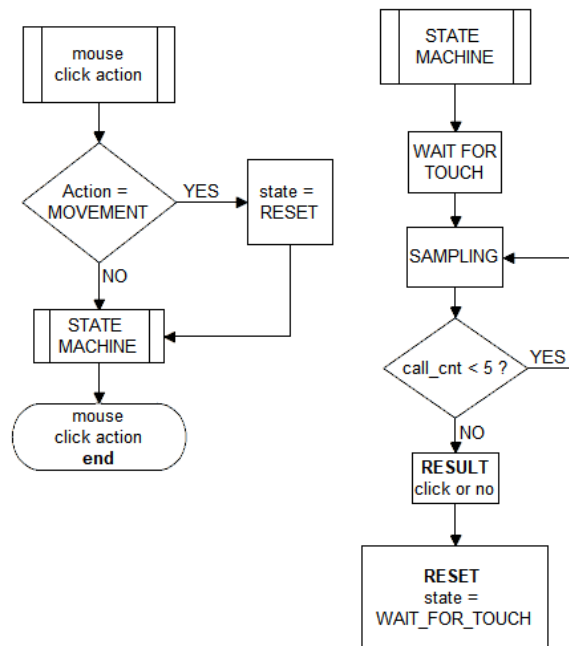 mouse
click action
Action =
MOVEMENT
YES
state =
RESET
NO
STATE
MACHINE
mouse
click action
end
STATE
MACHINE
WAIT FOR
TOUCH
SAMPLING
call_cnt < 5 ?
YES
NO
RESULT
click or no
RESET
state =
WAIT_FOR_TOUCH